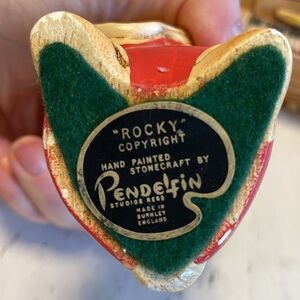 "ROCKY"
COPYRIGHT
HAND PAINTED
STONECRAFT BY
Pendelfin
STUDIOS REGD
MADE IN
BURNLEY
ENGLAND